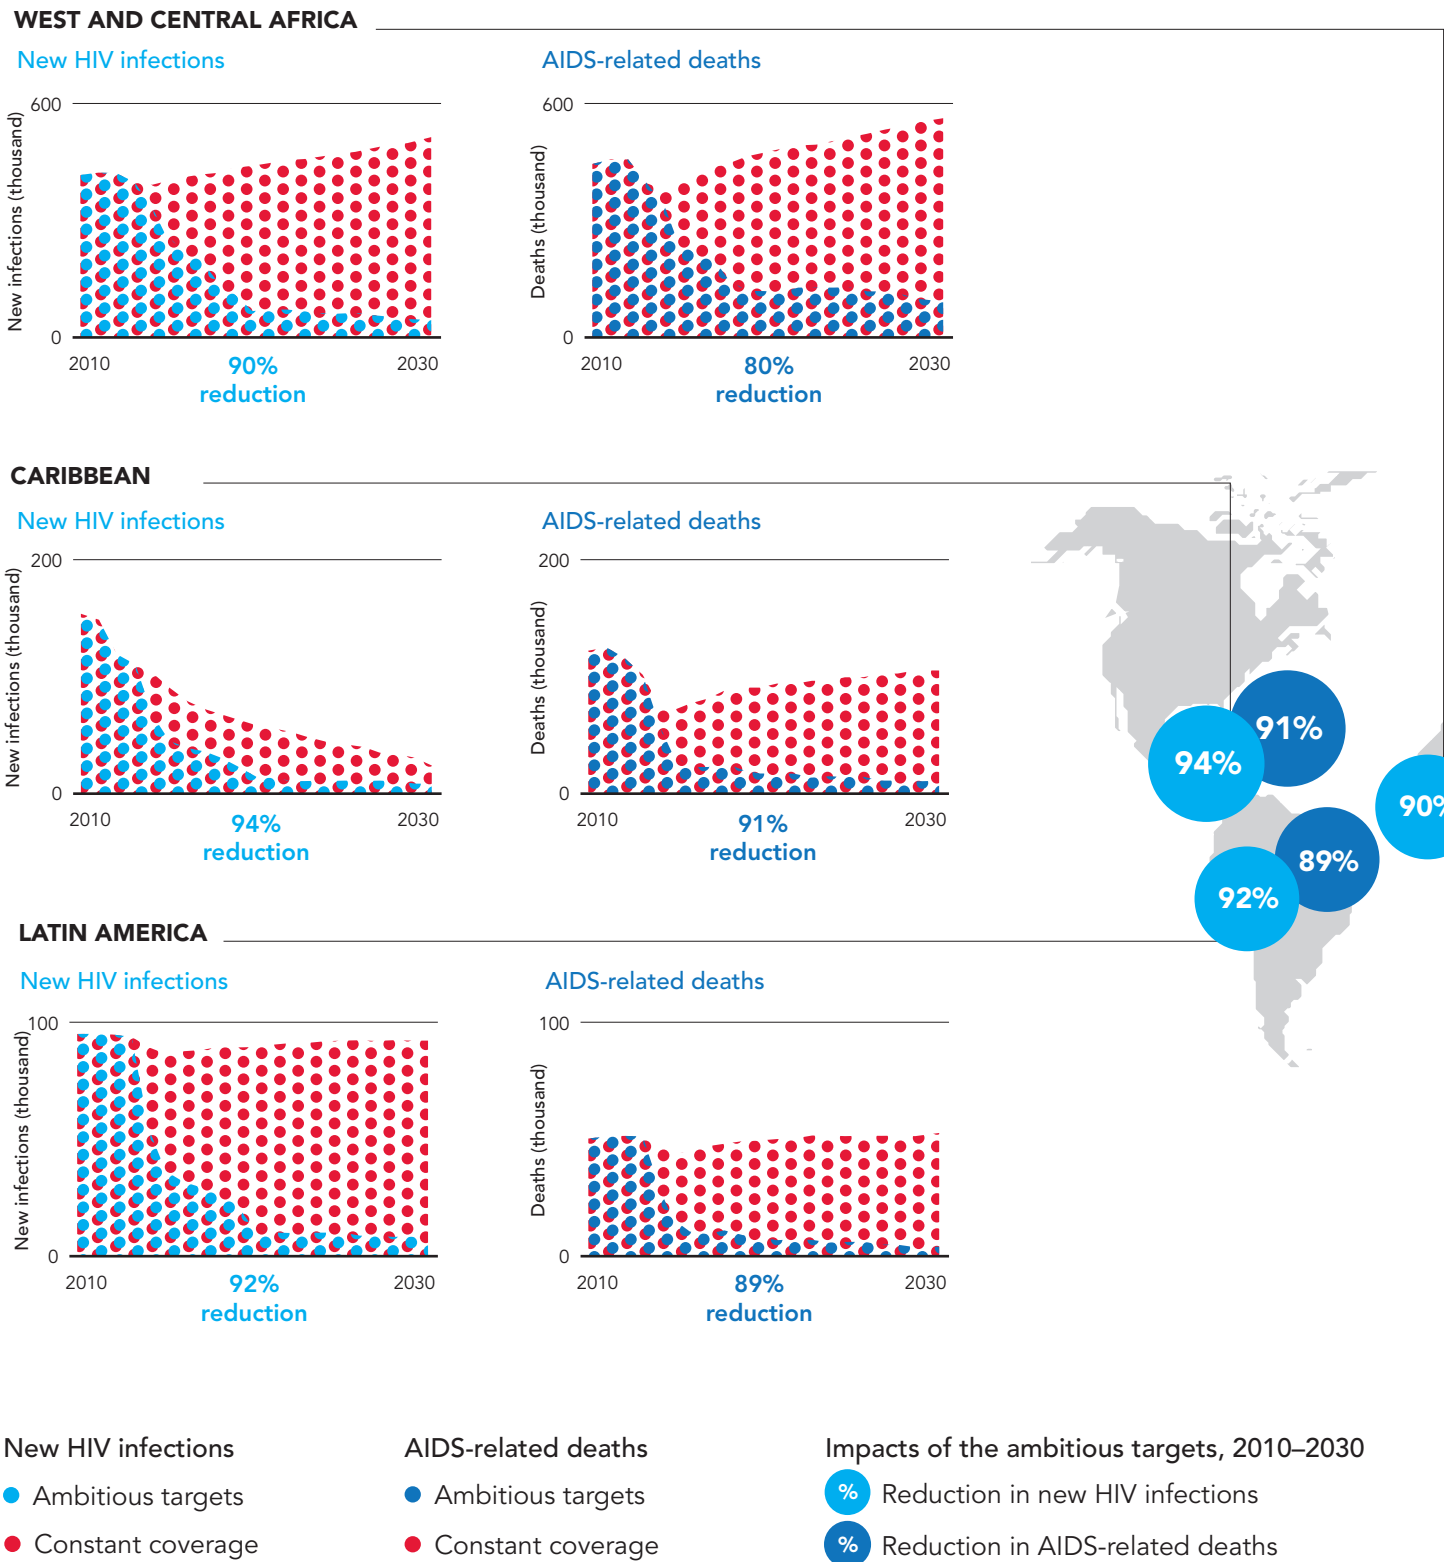 WEST AND CENTRAL AFRICA
New HIV infections
AIDS-related deaths
New infections (thousand)
600
0
2010
2030
90%
reduction
Deaths (thousand)
600
0
2010
2030
80%
reduction
CARIBBEAN
New HIV infections
AIDS-related deaths
New infections (thousand)
200
0
2010
2030
94%
reduction
Deaths (thousand)
200
0
2010
2030
91%
reduction
91%
94%
90%
89%
92%
LATIN AMERICA
New HIV infections
AIDS-related deaths
New infections (thousand)
100
0
2010
2030
92%
reduction
Deaths (thousand)
100
0
2010
2030
89%
reduction
New HIV infections
Ambitious targets
Constant coverage
AIDS-related deaths
Ambitious targets
Constant coverage
Impacts of the ambitious targets, 2010–2030
% Reduction in new HIV infections
% Reduction in AIDS-related deaths